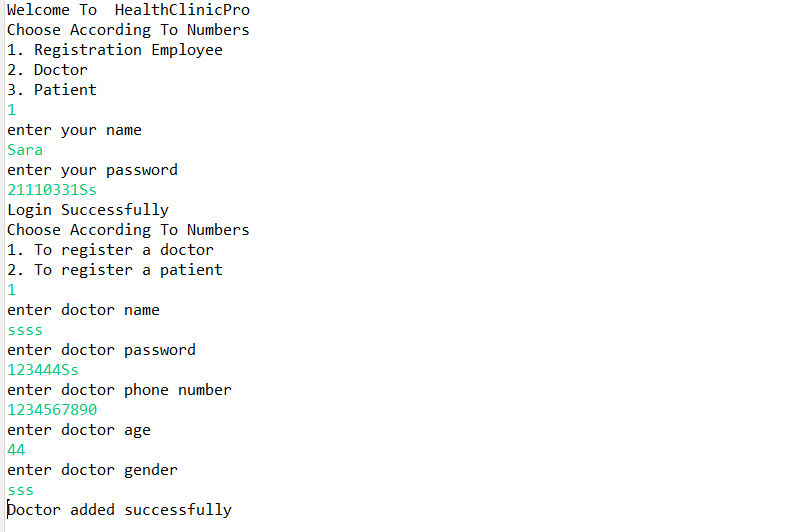 Welcome To  HealthClinicPro
Choose According To Numbers
1. Registration Employee
2. Doctor
3. Patient
1
enter your name
Sara
enter your password
21110331Ss
Login Successfully
Choose According To Numbers
1. To register a doctor
2. To register a patient
1
enter doctor name
ssss
enter doctor password
123444Ss
enter doctor phone number
1234567890
enter doctor age
44
enter doctor gender
sss
Doctor added successfully